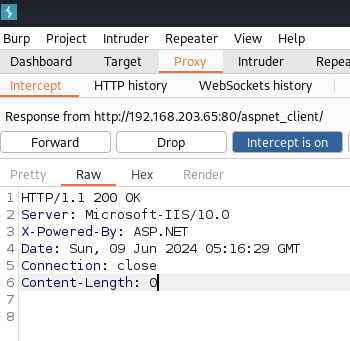 Burp Project Intruder Repeater View Help
Dashboard Target Proxy Intruder Repea
Intercept HTTP history WebSockets history
Response from http://192.168.203.65:80/aspnet_client/
Forward Drop Intercept is on
Pretty Raw Hex Render
1 HTTP/1.1 200 OK
2 Server: Microsoft-IIS/10.0
3 X-Powered-By: ASP.NET
4 Date: Sun, 09 Jun 2024 05:16:29 GMT
5 Connection: close
6 Content-Length: 0
7
8